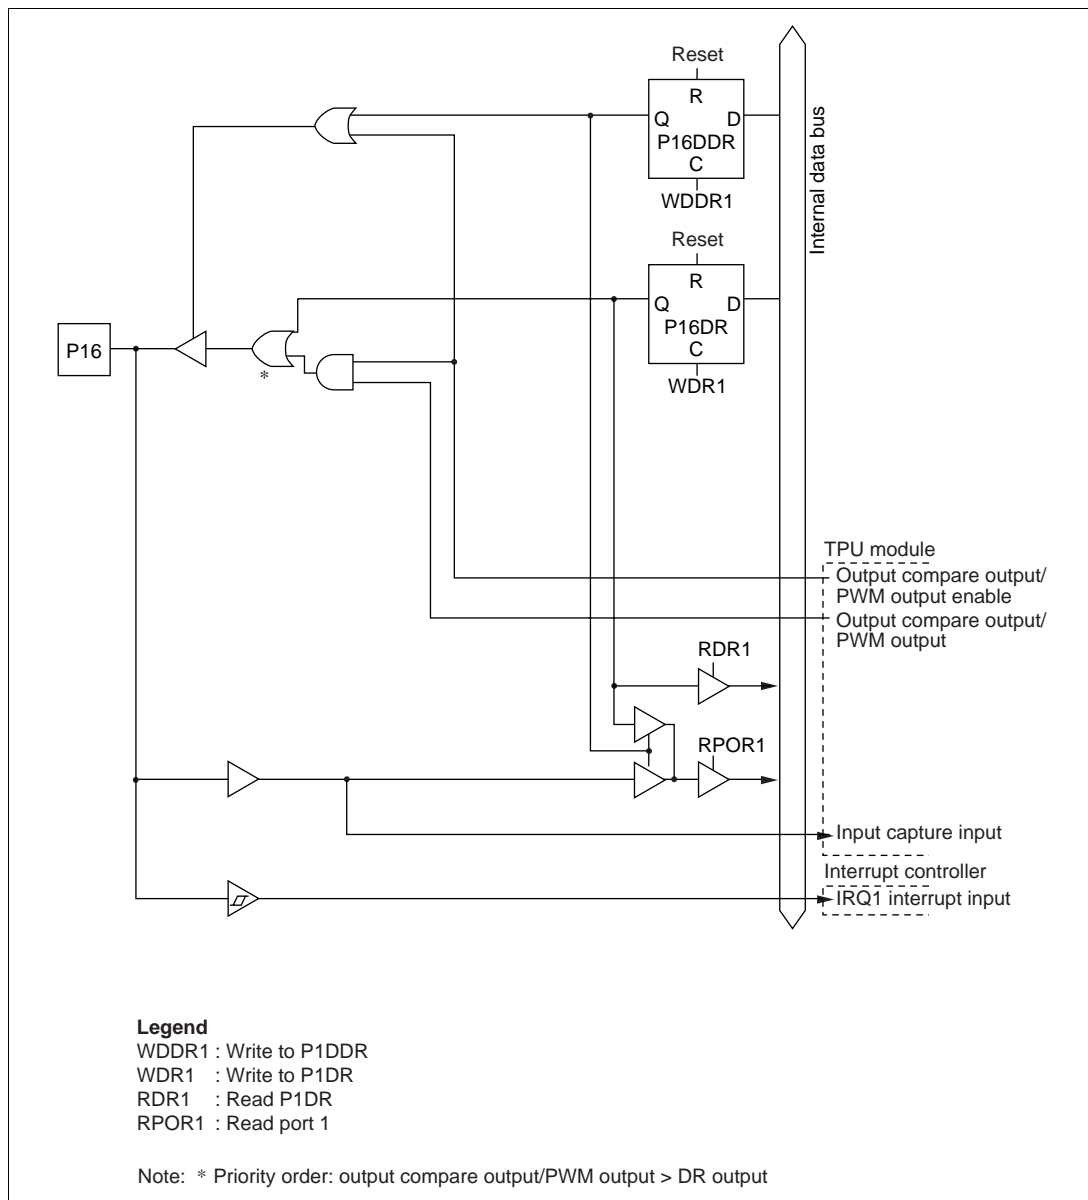 Reset
R
Q D
P16DDR
C
WDDR1
Internal data bus
Reset
R
Q D
P16DR
C
WDR1
P16
*
TPU module
Output compare output/
PWM output enable
Output compare output/
PWM output
RDR1
RPOR1
Input capture input
Interrupt controller
IRQ1 interrupt input
Legend
WDDR1 : Write to P1DDR
WDR1 : Write to P1DR
RDR1 : Read P1DR
RPOR1 : Read port 1
Note: * Priority order: output compare output/PWM output > DR output